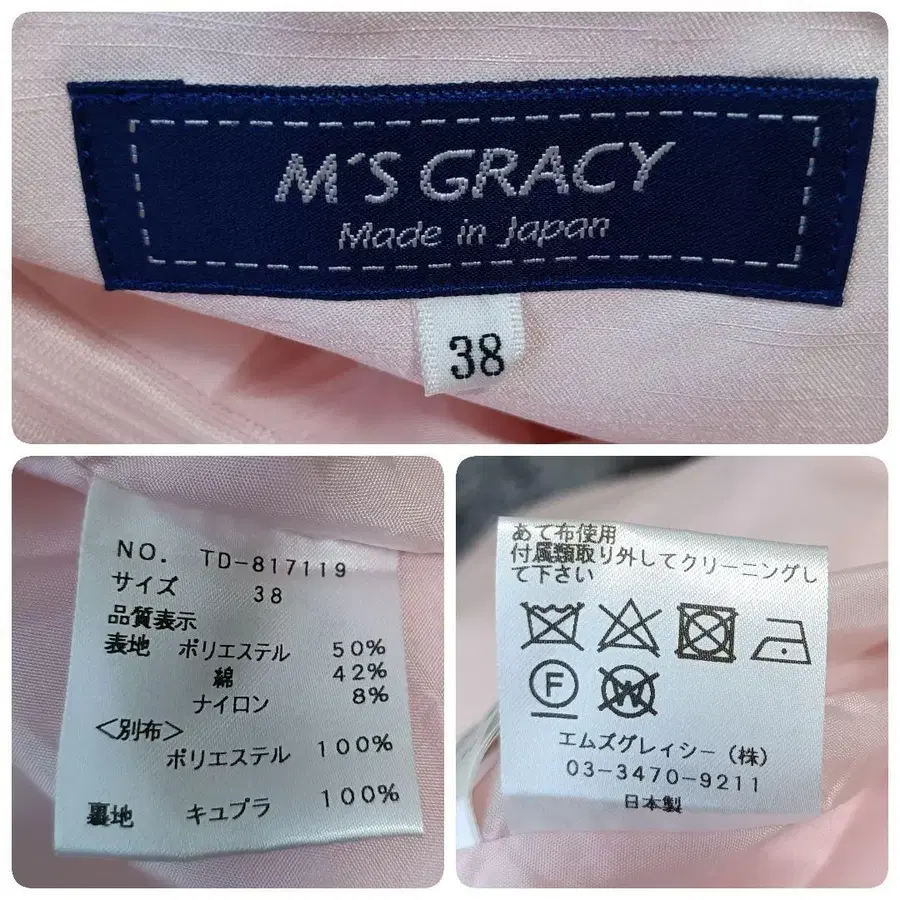 M'S GRACY
Made in Japan
38
NO. TD-817119
サイズ 38
品質表示
表地 ポリエステル 50%
綿 42%
ナイロン 8%
<別布>
ポリエステル 100%
裏地 キュプラ 100%
あて布使用
付属類取り外してクリーニングし
て下さい
F W
エムズグレイシー(株)
03-3470-9211
日本製